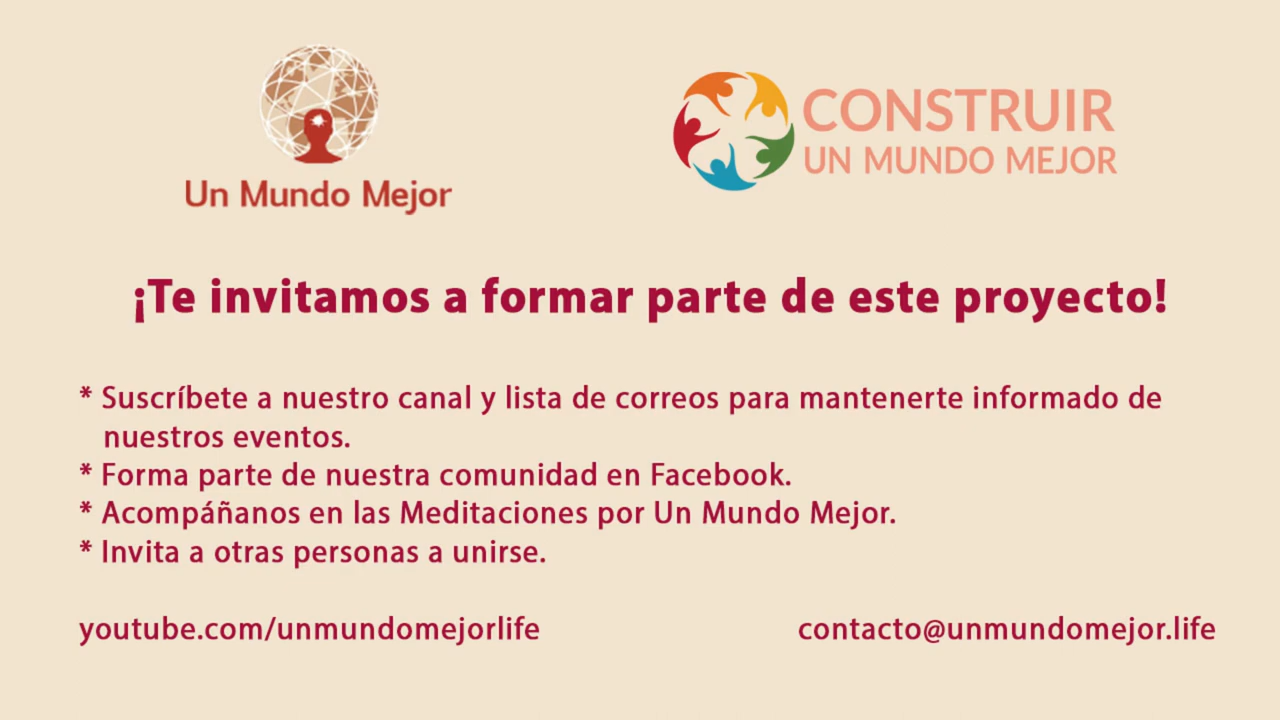 Un Mundo Mejor
CONSTRUIR
UN MUNDO MEJOR
¡Te invitamos a formar parte de este proyecto!
* Suscríbete a nuestro canal y lista de correos para mantenerte informado de
nuestros eventos.
* Forma parte de nuestra comunidad en Facebook.
* Acompáñanos en las Meditaciones por Un Mundo Mejor.
* Invita a otras personas a unirse.
youtube.com/unmundomejorlife
contacto@unmundomejor.life